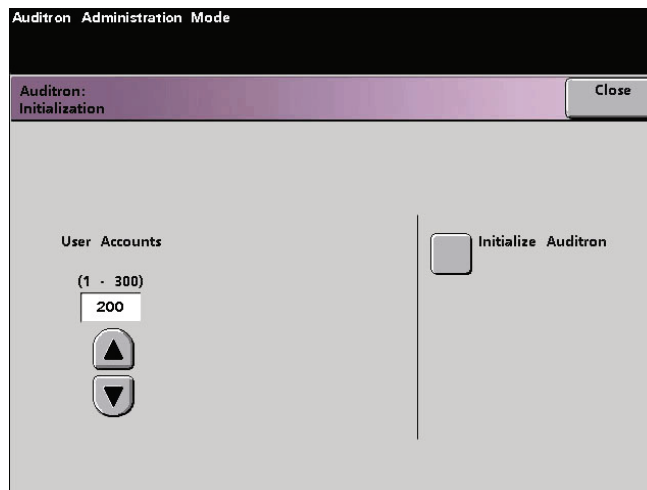 Auditron Administration Mode
Auditron:
Initialization
Close
User Accounts
(1 - 300)
200
Initialize Auditron